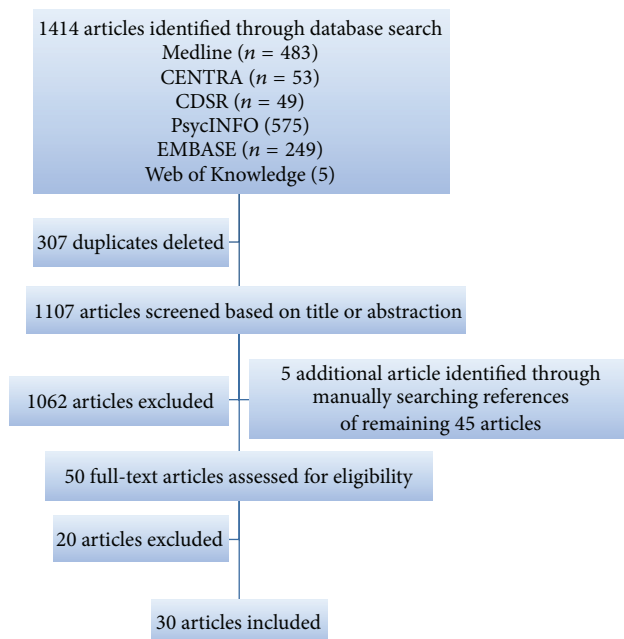 1414 articles identified through database search
Medline (n = 483)
CENTRA (n = 53)
CDSR (n = 49)
PsycINFO (575)
EMBASE (n = 249)
Web of Knowledge (5)
307 duplicates deleted
1107 articles screened based on title or abstraction
1062 articles excluded
5 additional article identified through
manually searching references
of remaining 45 articles
50 full-text articles assessed for eligibility
20 articles excluded
30 articles included